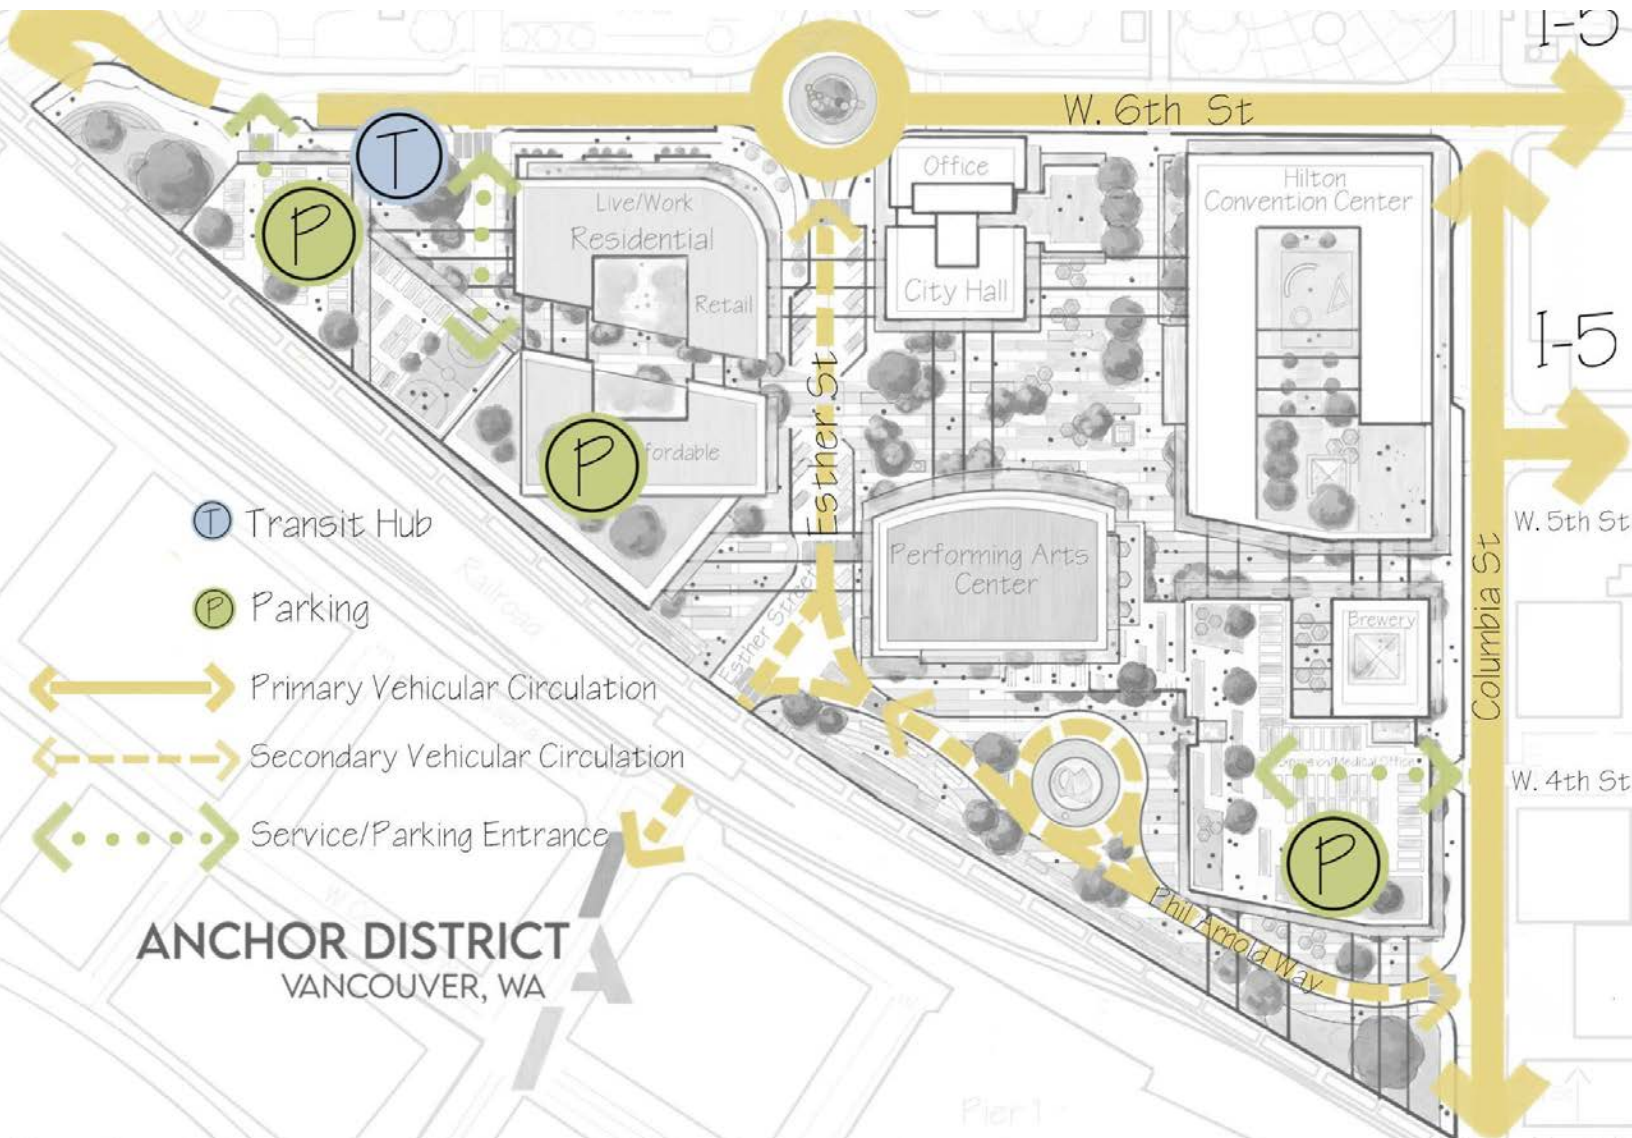 I-5
W. 6th St
T
Office
Hilton
Convention Center
Live/Work
Residential
P
Retail
City Hall
I-5
Esther St
P
fordable
T Transit Hub
W. 5th St
Performing Arts
Center
Columbia St
Railroad
Esther Street
P Parking
Brewery
Primary Vehicular Circulation
Secondary Vehicular Circulation
W. 4th St
Service/Parking Entrance
P
Phil Arnold Way
ANCHOR DISTRICT
VANCOUVER, WA
Pier 1